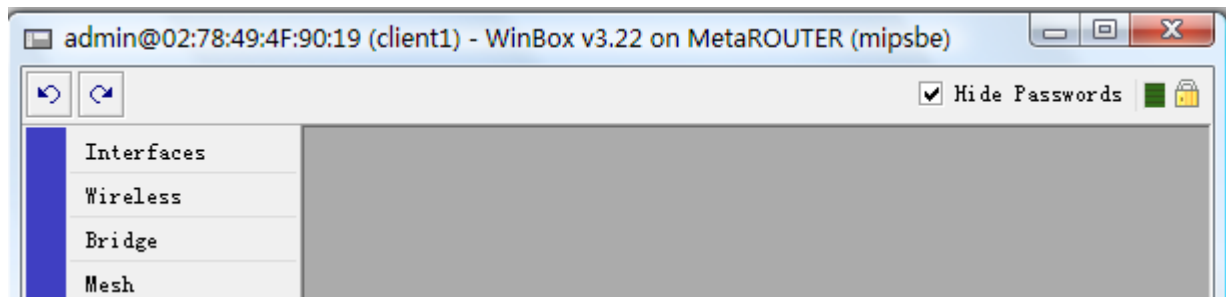 admin@02:78:49:4F:90:19 (client1) - WinBox v3.22 on MetaROUTER (mipsbe)
Hide Passwords
Interfaces
Wireless
Bridge
Mesh